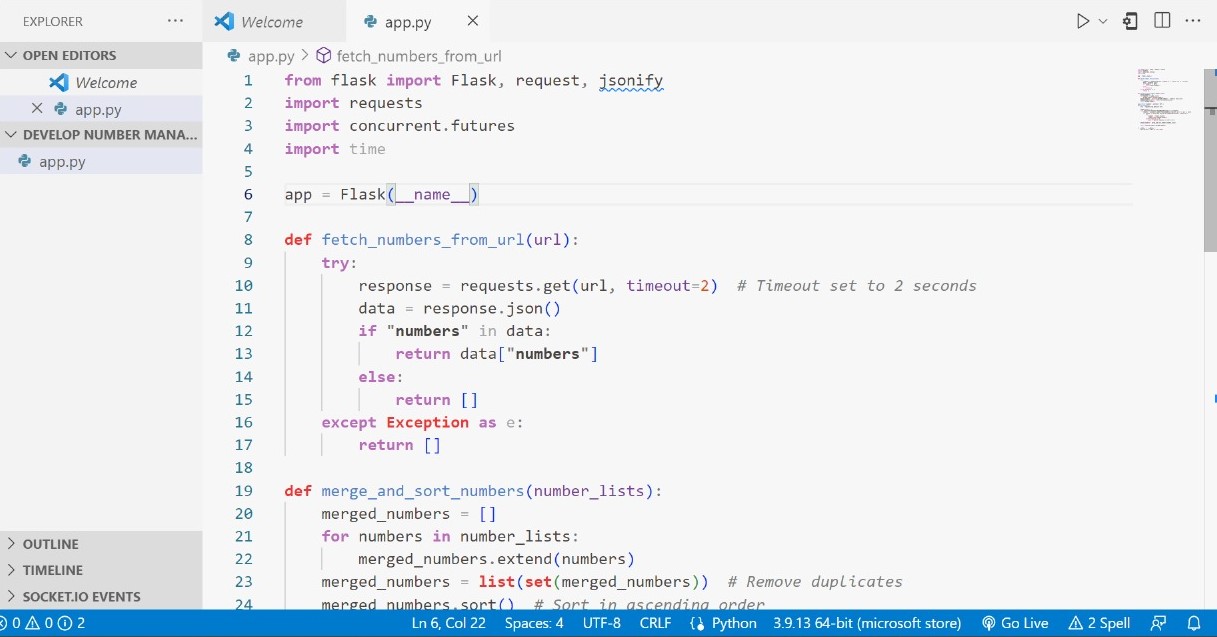 EXPLORER ...
OPEN EDITORS
Welcome
app.py
DEVELOP NUMBER MANA...
app.py
OUTLINE
TIMELINE
SOCKET.IO EVENTS
Welcome app.py
app.py > fetch_numbers_from_url
1 from flask import Flask, request, jsonify
2 import requests
3 import concurrent.futures
4 import time
5
6 app = Flask(__name__)
7
8 def fetch_numbers_from_url(url):
9 try:
10 response = requests.get(url, timeout=2) # Timeout set to 2 seconds
11 data = response.json()
12 if "numbers" in data:
13 return data["numbers"]
14 else:
15 return []
16 except Exception as e:
17 return []
18
19 def merge_and_sort_numbers(number_lists):
20 merged_numbers = []
21 for numbers in number_lists:
22 merged_numbers.extend(numbers)
23 merged_numbers = list(set(merged_numbers)) # Remove duplicates
24 merged_numbers.sort() # Sort in ascending order
0 0 2 Ln 6, Col 22 Spaces: 4 UTF-8 CRLF Python 3.9.13 64-bit (microsoft store) Go Live 2 Spell